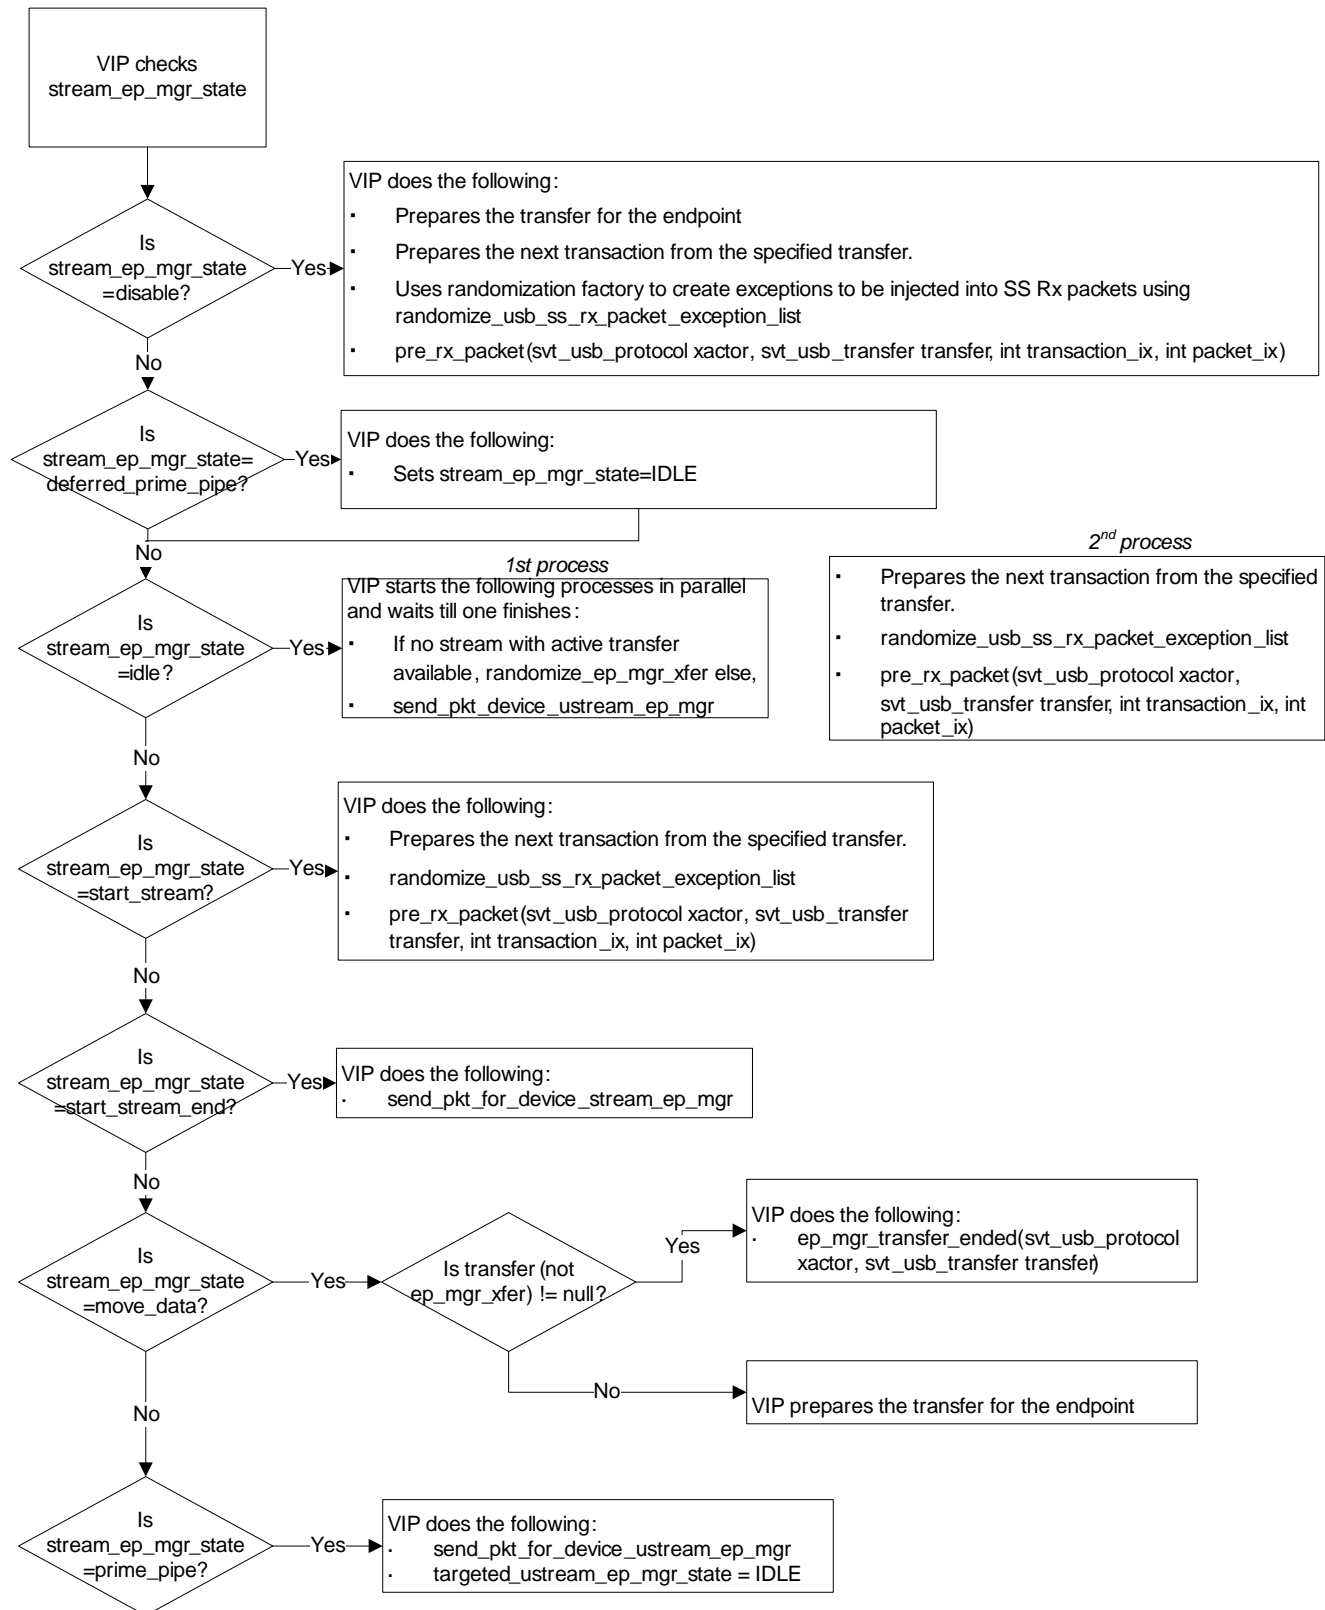 VIP checks
stream_ep_mgr_state
Is
stream_ep_mgr_state
=disable?
Yes
VIP does the following:
▪ Prepares the transfer for the endpoint
▪ Prepares the next transaction from the specified transfer.
▪ Uses randomization factory to create exceptions to be injected into SS Rx packets using
randomize_usb_ss_rx_packet_exception_list
▪ pre_rx_packet(svt_usb_protocol xactor, svt_usb_transfer transfer, int transaction_ix, int packet_ix)
No
Is
stream_ep_mgr_state=
deferred_prime_pipe?
Yes
VIP does the following:
▪ Sets stream_ep_mgr_state=IDLE
No
Is
stream_ep_mgr_state
=idle?
Yes
1st process
VIP starts the following processes in parallel
and waits till one finishes:
▪ If no stream with active transfer
available, randomize_ep_mgr_xfer else,
▪ send_pkt_device_ustream_ep_mgr
2nd process
▪ Prepares the next transaction from the specified
transfer.
▪ randomize_usb_ss_rx_packet_exception_list
▪ pre_rx_packet(svt_usb_protocol xactor,
svt_usb_transfer transfer, int transaction_ix, int
packet_ix)
No
Is
stream_ep_mgr_state
=start_stream?
Yes
VIP does the following:
▪ Prepares the next transaction from the specified transfer.
▪ randomize_usb_ss_rx_packet_exception_list
▪ pre_rx_packet(svt_usb_protocol xactor, svt_usb_transfer
transfer, int transaction_ix, int packet_ix)
No
Is
stream_ep_mgr_state
=start_stream_end?
Yes
VIP does the following:
▪ send_pkt_for_device_stream_ep_mgr
No
Is
stream_ep_mgr_state
=move_data?
Yes
Is transfer (not
ep_mgr_xfer) != null?
Yes
VIP does the following:
▪ ep_mgr_transfer_ended(svt_usb_protocol
xactor, svt_usb_transfer transfer)
No
VIP prepares the transfer for the endpoint
No
Is
stream_ep_mgr_state
=prime_pipe?
Yes
VIP does the following:
▪ send_pkt_for_device_ustream_ep_mgr
▪ targeted_ustream_ep_mgr_state = IDLE